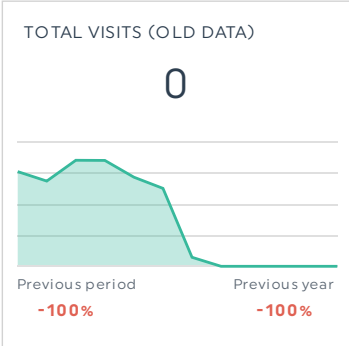 TOTAL VISITS (OLD DATA)
0
Previous period Previous year
-100% -100%